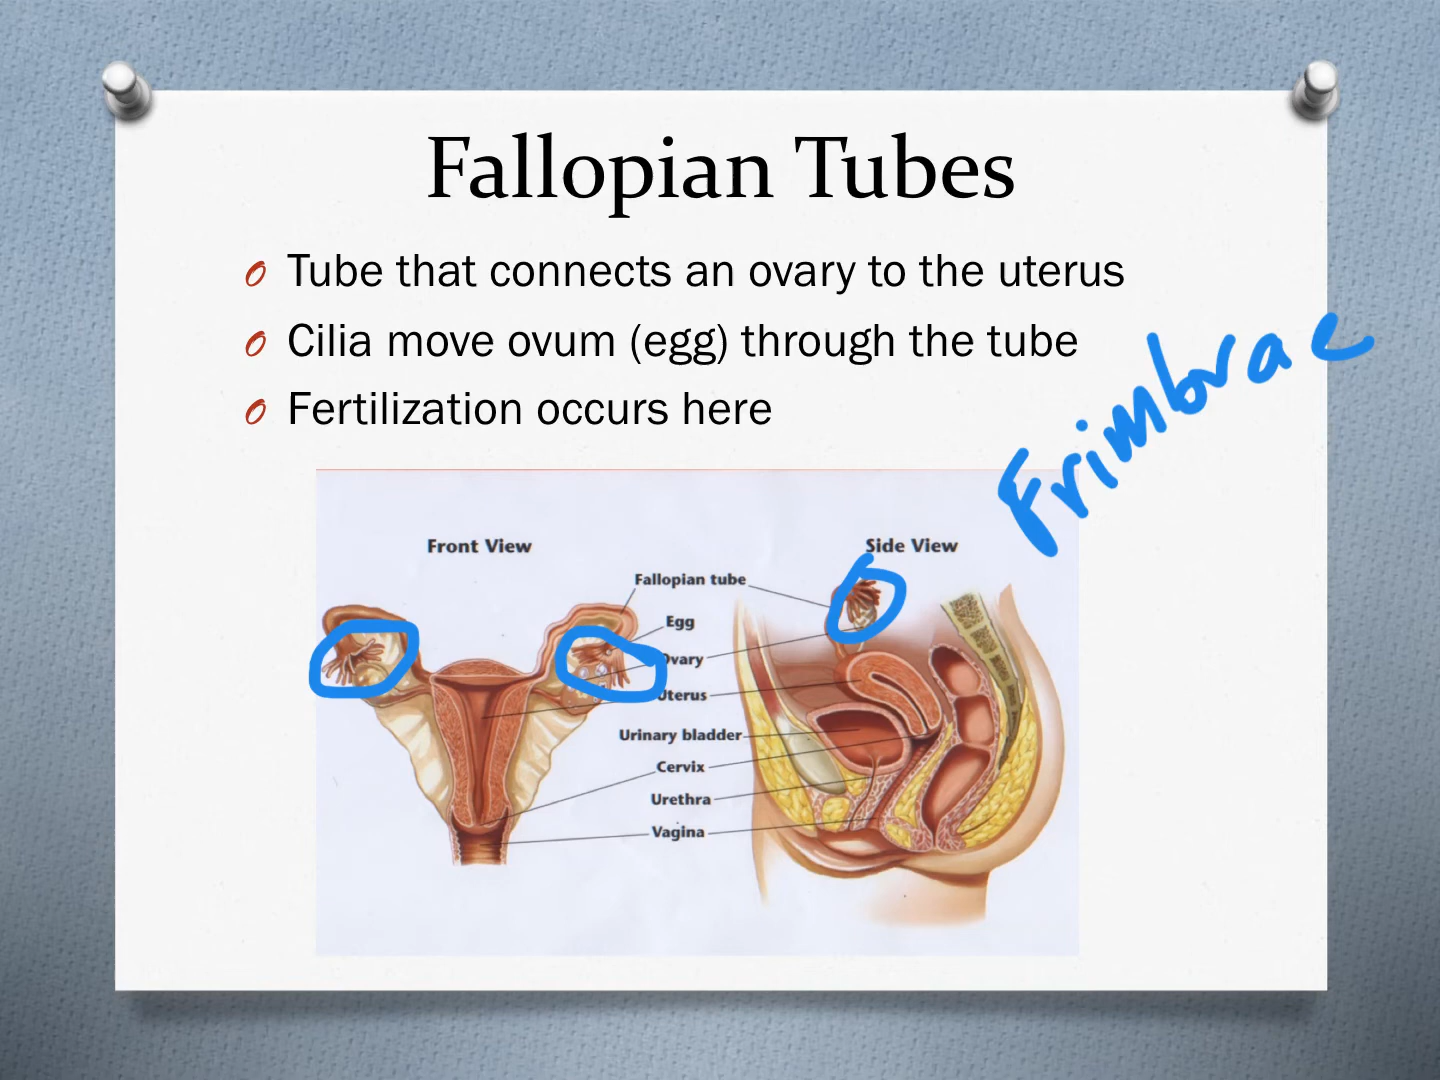 Fallopian Tubes
Tube that connects an ovary to the uterus
Cilia move ovum (egg) through the tube
Fertilization occurs here
Frimbrae
Front View
Side View
Fallopian tube
Egg
Ovary
Uterus
Urinary bladder
Cervix
Urethra
Vagina